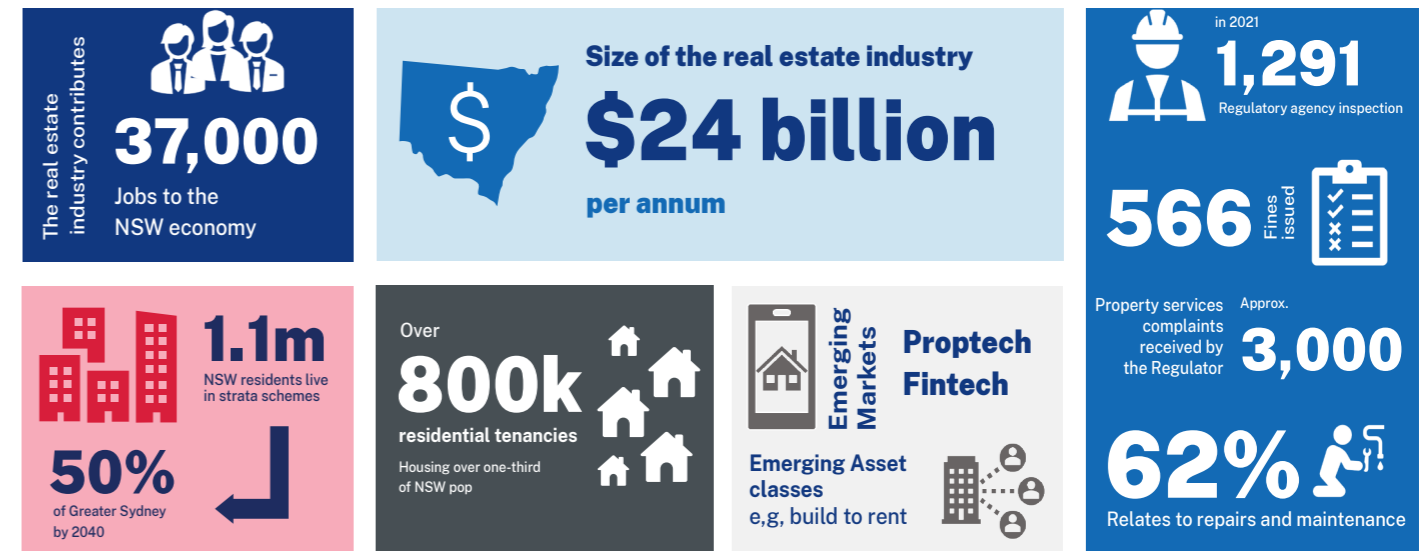 The real estate
industry contributes
37,000
Jobs to the
NSW economy
$
Size of the real estate industry
$24 billion
per annum
in 2021
1,291
Regulatory agency inspection
566
Fines
issued
Property services
complaints
received by
the Regulator
Approx.
3,000
62%
Relates to repairs and maintenance
1.1m
NSW residents live
in strata schemes
50%
of Greater Sydney
by 2040
Over
800k
residential tenancies
Housing over one-third
of NSW pop
Emerging
Markets
Proptech
Fintech
Emerging Asset
classes
e,g, build to rent